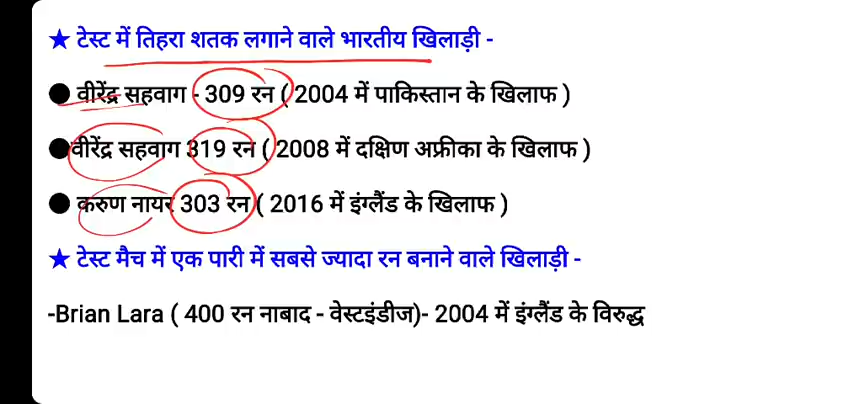 ★ टेस्ट में तिहरा शतक लगाने वाले भारतीय खिलाड़ी -
● वीरेंद्र सहवाग - 309 रन ( 2004 में पाकिस्तान के खिलाफ )
● वीरेंद्र सहवाग 319 रन ( 2008 में दक्षिण अफ्रीका के खिलाफ )
● करुण नायर 303 रन ( 2016 में इंग्लैंड के खिलाफ )
★ टेस्ट मैच में एक पारी में सबसे ज्यादा रन बनाने वाले खिलाड़ी -
-Brian Lara ( 400 रन नाबाद - वेस्टइंडीज)- 2004 में इंग्लैंड के विरुद्ध